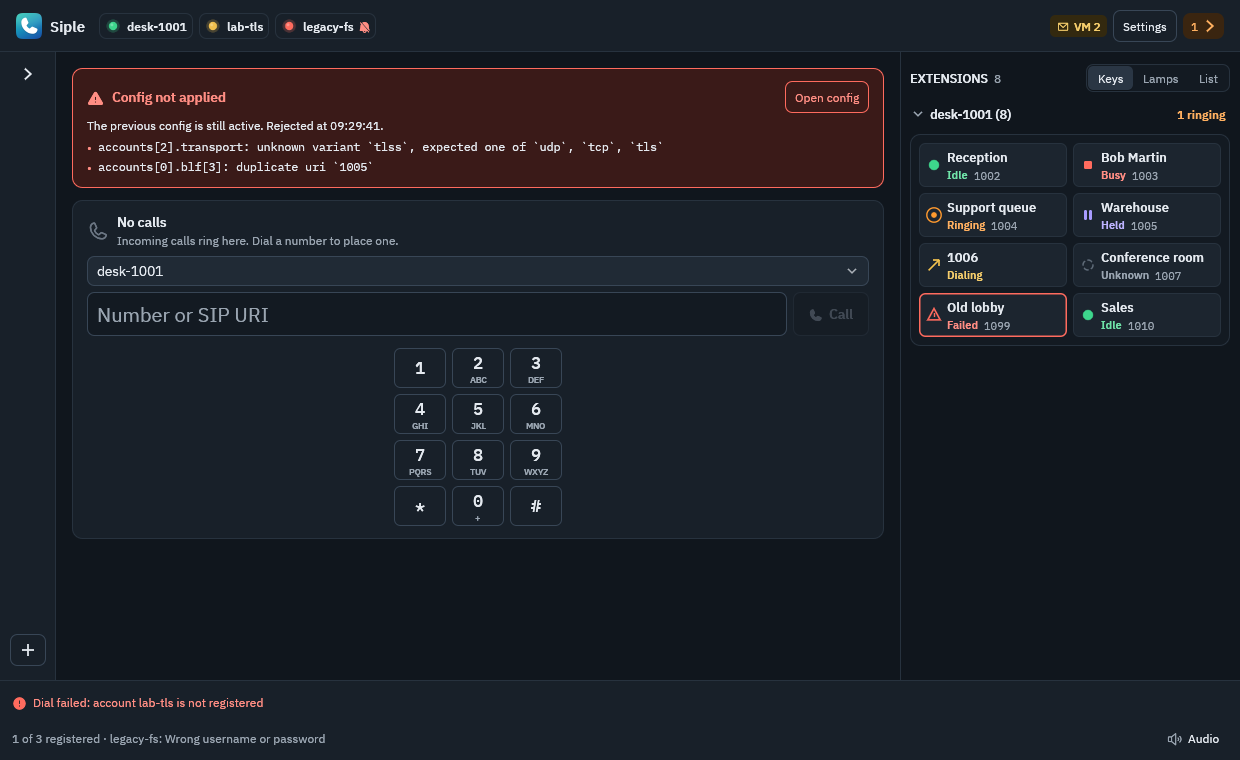 Siple
desk-1001
lab-tls
legacy-fs
VM 2
Settings
1
Config not applied
Open config
The previous config is still active. Rejected at 09:29:41.
• accounts[2].transport: unknown variant `tlss`, expected one of `udp`, `tcp`, `tls`
• accounts[0].blf[3]: duplicate uri `1005`
No calls
Incoming calls ring here. Dial a number to place one.
desk-1001
Number or SIP URI
Call
1
2
ABC
3
DEF
4
GHI
5
JKL
6
MNO
7
PQRS
8
TUV
9
WXYZ
*
0
+
#
EXTENSIONS 8
Keys
Lamps
List
desk-1001 (8)
1 ringing
Reception
Idle 1002
Bob Martin
Busy 1003
Support queue
Ringing 1004
Warehouse
Held 1005
1006
Dialing
Conference room
Unknown 1007
Old lobby
Failed 1099
Sales
Idle 1010
+
Dial failed: account lab-tls is not registered
1 of 3 registered · legacy-fs: Wrong username or password
Audio